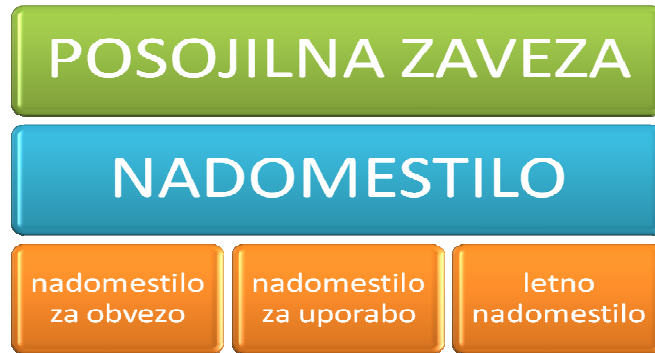 POSOJILNA ZAVEZA
NADOMESTILO
nadomestilo
za obvezo
nadomestilo
za uporabo
letno
nadomestilo